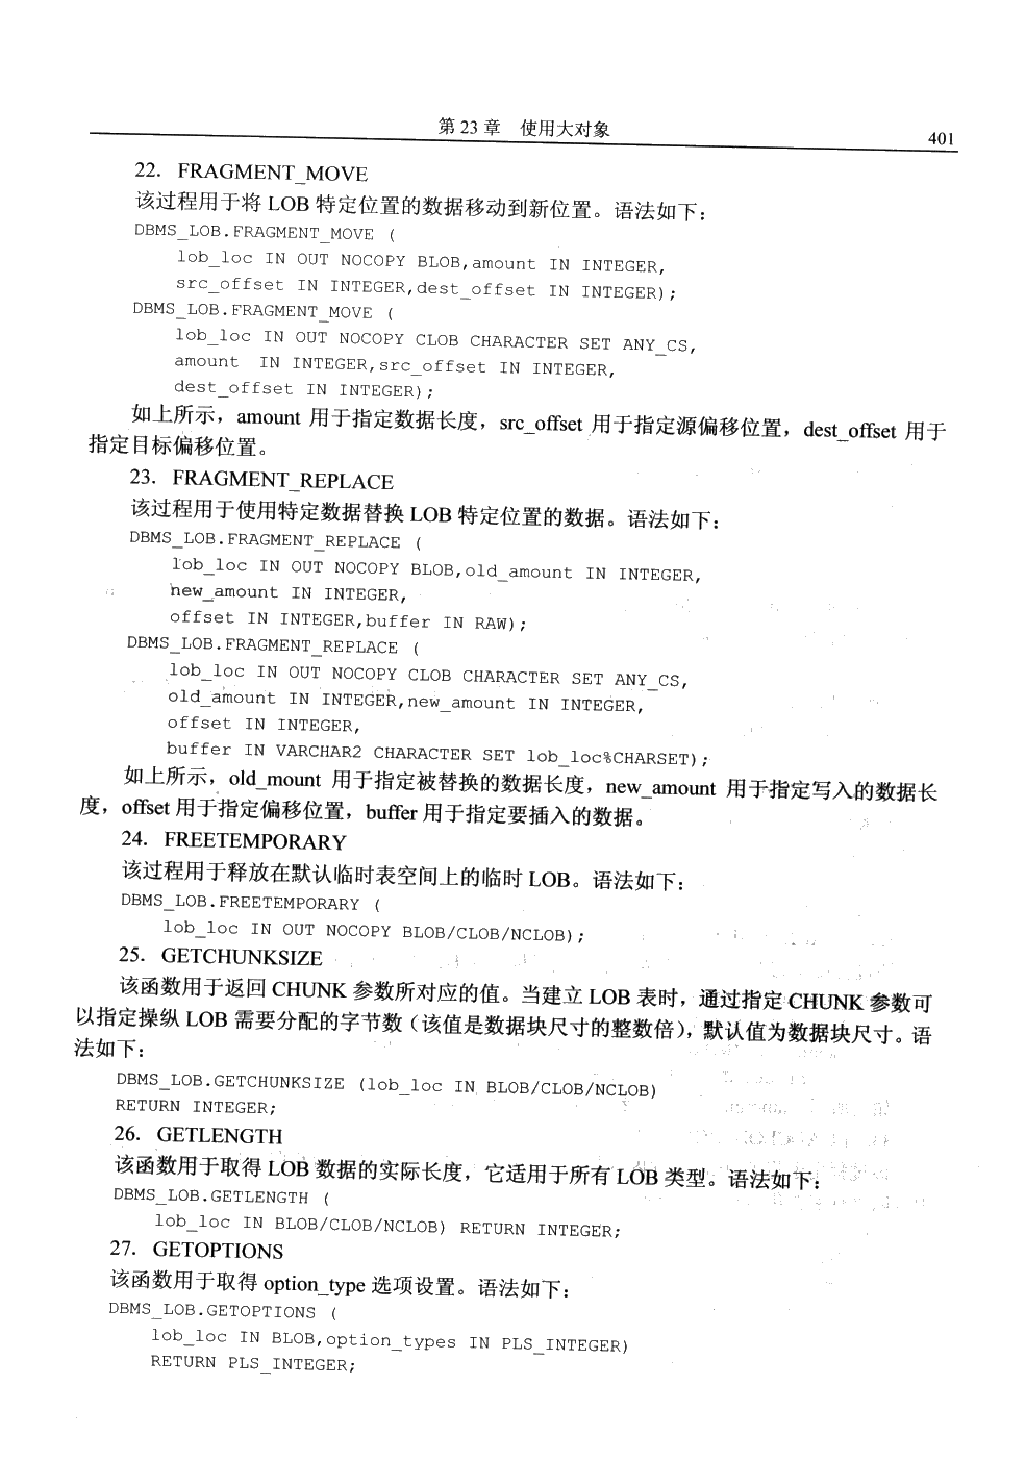 第 23 章　使用大对象
401
22．FRAGMENT_MOVE
该过程用于将 LOB 特定位置的数据移动到新位置。语法如下：
DBMS_LOB.FRAGMENT_MOVE (
lob_loc IN OUT NOCOPY BLOB,amount IN INTEGER,
src_offset IN INTEGER,dest_offset IN INTEGER);
DBMS_LOB.FRAGMENT_MOVE (
lob_loc IN OUT NOCOPY CLOB CHARACTER SET ANY_CS,
amount IN INTEGER,src_offset IN INTEGER,
dest_offset IN INTEGER);
如上所示，amount 用于指定数据长度，src_offset 用于指定源偏移位置，dest_offset 用于
指定目标偏移位置。
23．FRAGMENT_REPLACE
该过程用于使用特定数据替换 LOB 特定位置的数据。语法如下：
DBMS_LOB.FRAGMENT_REPLACE (
lob_loc IN OUT NOCOPY BLOB,old_amount IN INTEGER,
new_amount IN INTEGER,
offset IN INTEGER,buffer IN RAW);
DBMS_LOB.FRAGMENT_REPLACE (
lob_loc IN OUT NOCOPY CLOB CHARACTER SET ANY_CS,
old_amount IN INTEGER,new_amount IN INTEGER,
offset IN INTEGER,
buffer IN VARCHAR2 CHARACTER SET lob_loc%CHARSET);
如上所示，old_mount 用于指定被替换的数据长度，new_amount 用于指定写入的数据长
度，offset 用于指定偏移位置，buffer 用于指定要插入的数据。
24．FREETEMPORARY
该过程用于释放在默认临时表空间上的临时 LOB。语法如下：
DBMS_LOB.FREETEMPORARY (
lob_loc IN OUT NOCOPY BLOB/CLOB/NCLOB);
25．GETCHUNKSIZE
该函数用于返回 CHUNK 参数所对应的值。当建立 LOB 表时，通过指定 CHUNK 参数可
以指定操纵 LOB 需要分配的字节数（该值是数据块尺寸的整数倍），默认值为数据块尺寸。语
法如下：
DBMS_LOB.GETCHUNKSIZE (lob_loc IN BLOB/CLOB/NCLOB)
RETURN INTEGER;
26．GETLENGTH
该函数用于取得 LOB 数据的实际长度，它适用于所有 LOB 类型。语法如下：
DBMS_LOB.GETLENGTH (
lob_loc IN BLOB/CLOB/NCLOB) RETURN INTEGER;
27．GETOPTIONS
该函数用于取得 option_type 选项设置。语法如下：
DBMS_LOB.GETOPTIONS (
lob_loc IN BLOB,option_types IN PLS_INTEGER)
RETURN PLS_INTEGER;